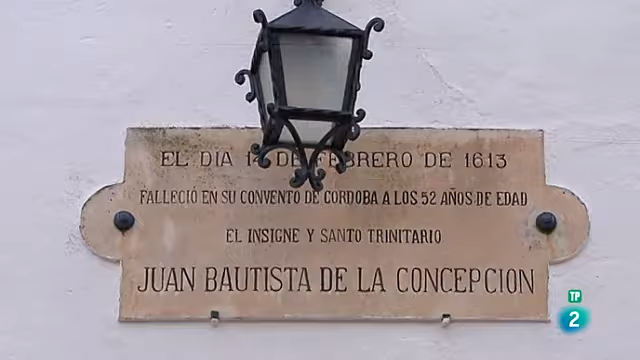 EL DIA 14 DE FEBRERO DE 1613
FALLECIÓ EN SU CONVENTO DE CORDOBA A LOS 52 AÑOS DE EDAD
EL INSIGNE Y SANTO TRINITARIO
JUAN BAUTISTA DE LA CONCEPCION
TP
2